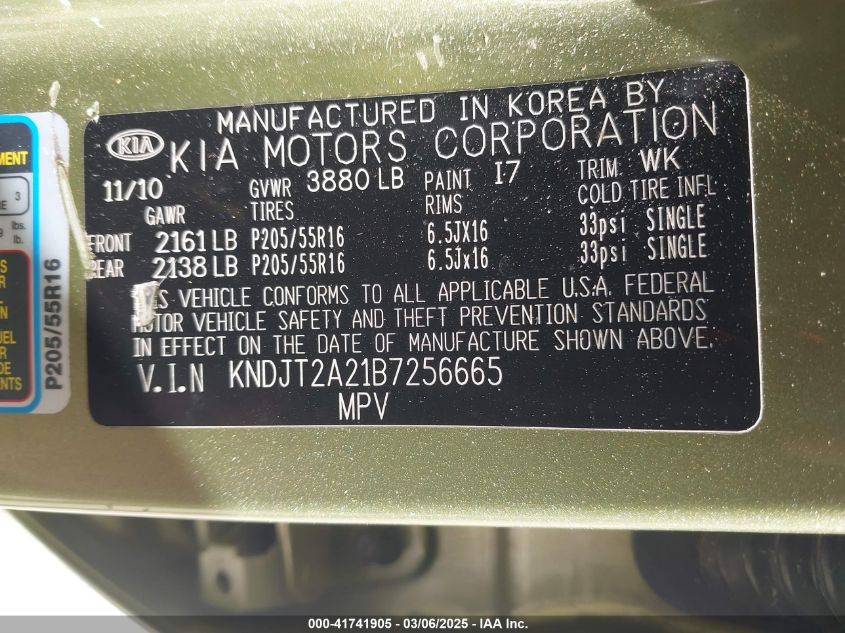 MANUFACTURED IN KOREA BY
KIA KIA MOTORS CORPORATION
11/10 GVWR 3880 LB PAINT I7 TRIM WK
GAWR TIRES RIMS COLD TIRE INFL
FRONT 2161 LB P205/55R16 6.5JX16 33psi SINGLE
REAR 2138 LB P205/55R16 6.5Jx16 33psi SINGLE
VEHICLE CONFORMS TO ALL APPLICABLE U.S.A. FEDERAL
MOTOR VEHICLE SAFETY AND THEFT PREVENTION STANDARDS
IN EFFECT ON THE DATE OF MANUFACTURE SHOWN ABOVE.
V.I.N KNDJT2A21B7256665
MPV
3
lbs.
lb.
P205/55R16
000-41741905 - 03/06/2025 - IAA Inc.